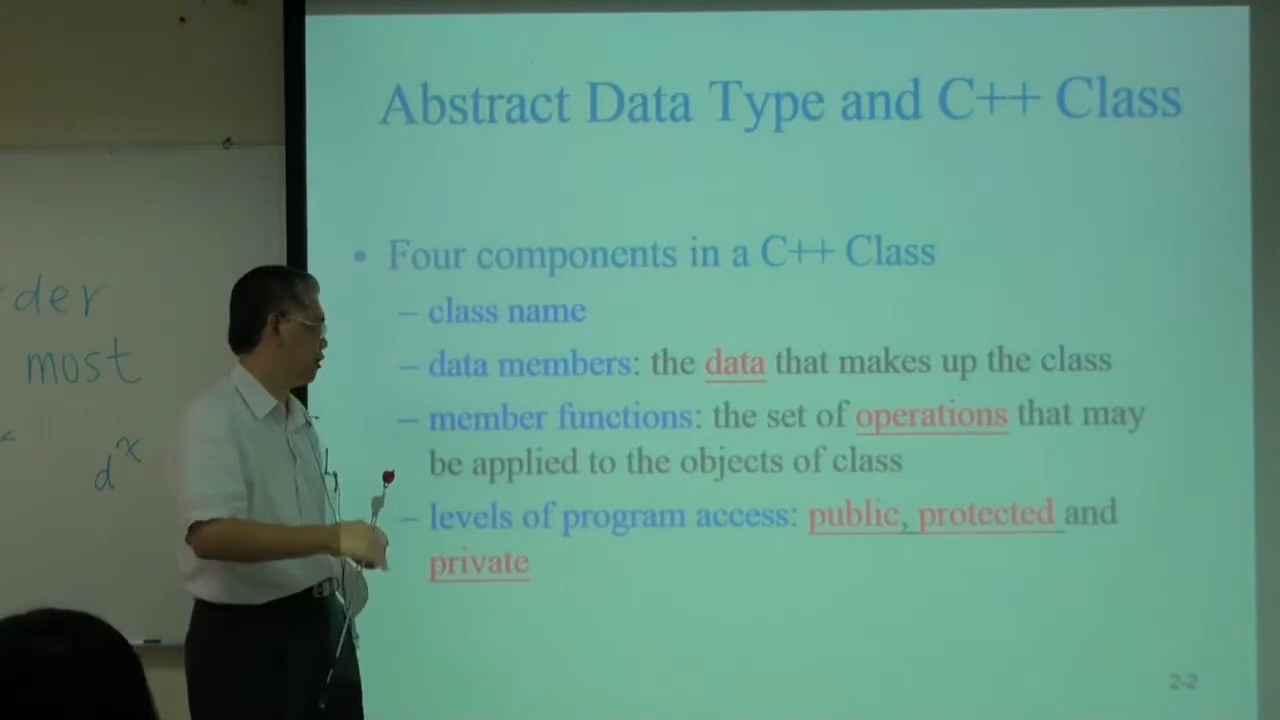 Abstract Data Type and C++ Class
• Four components in a C++ Class
– class name
– data members: the data that makes up the class
– member functions: the set of operations that may
be applied to the objects of class
– levels of program access: public, protected and
private
2-2
der
most
d^x